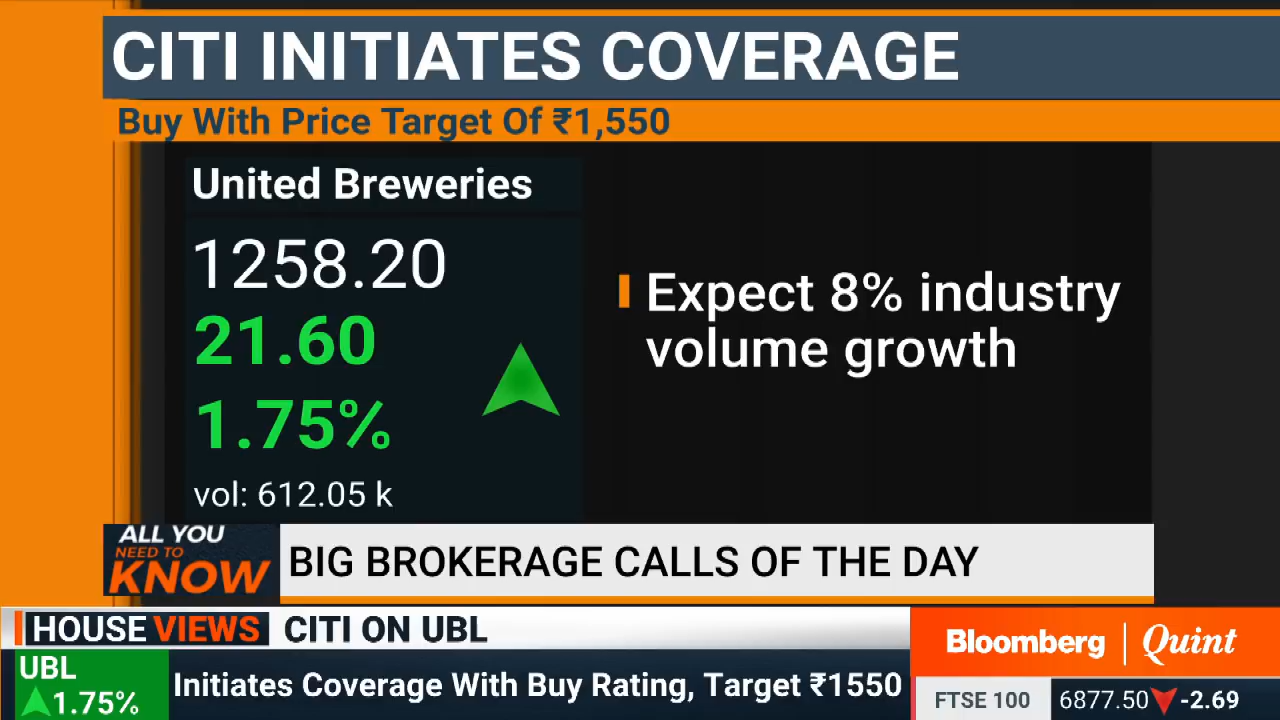 CITI INITIATES COVERAGE
Buy With Price Target Of ₹1,550
United Breweries
1258.20
21.60
1.75%
vol: 612.05 k
Expect 8% industry
volume growth
ALL YOU
NEED TO
KNOW
BIG BROKERAGE CALLS OF THE DAY
HOUSE VIEWS CITI ON UBL
UBL
1.75%
Initiates Coverage With Buy Rating, Target ₹1550
Bloomberg | Quint
FTSE 100 6877.50 -2.69